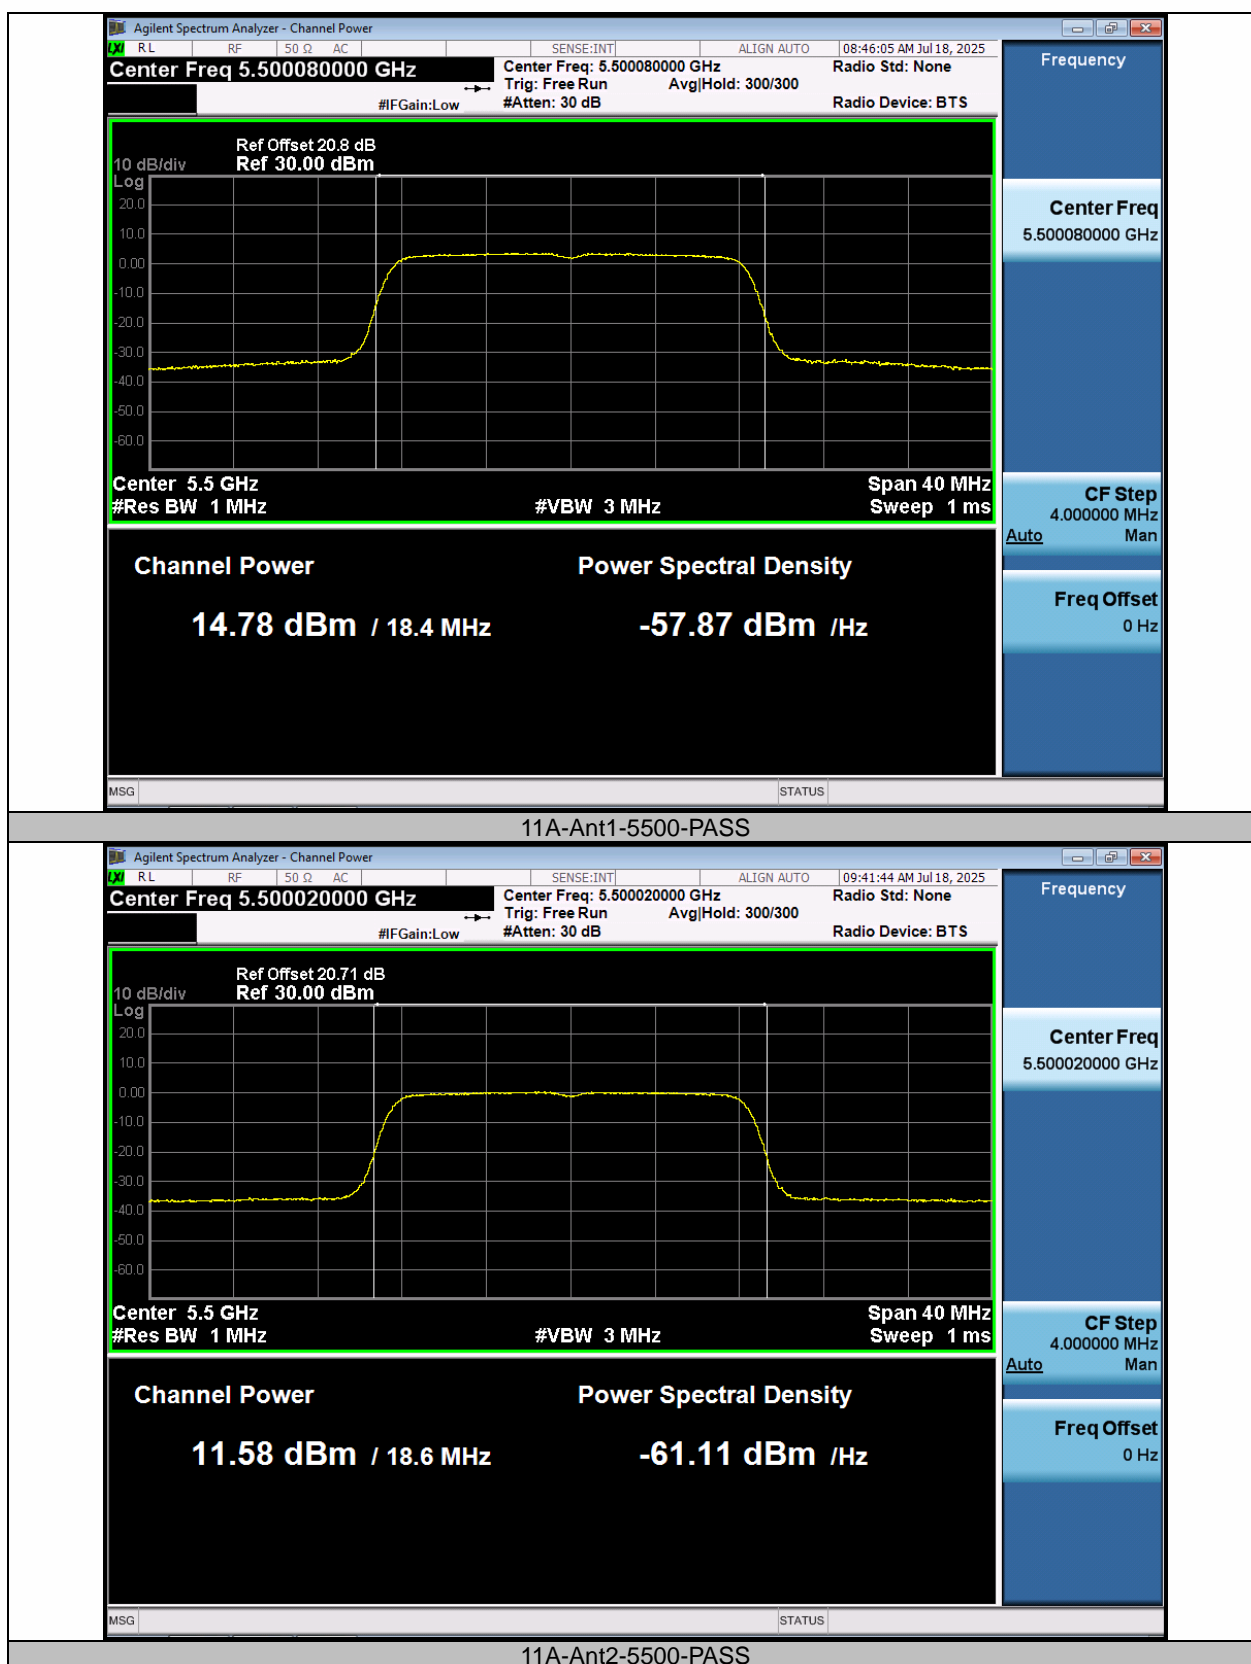 Agilent Spectrum Analyzer - Channel Power
LXI RL RF 50 Ω AC SENSE:INT ALIGN AUTO 08:46:05 AM Jul 18, 2025
Center Freq 5.500080000 GHz
Center Freq: 5.500080000 GHz Radio Std: None
Trig: Free Run Avg|Hold: 300/300
#IFGain:Low #Atten: 30 dB Radio Device: BTS
Frequency
Ref Offset 20.8 dB
10 dB/div Ref 30.00 dBm
Log
20.0
10.0
0.00
-10.0
-20.0
-30.0
-40.0
-50.0
-60.0
Center Freq
5.500080000 GHz
Center 5.5 GHz Span 40 MHz
#Res BW 1 MHz #VBW 3 MHz Sweep 1 ms
CF Step
4.000000 MHz
Auto Man
Channel Power Power Spectral Density
14.78 dBm / 18.4 MHz -57.87 dBm /Hz
Freq Offset
0 Hz
MSG STATUS
11A-Ant1-5500-PASS
Agilent Spectrum Analyzer - Channel Power
LXI RL RF 50 Ω AC SENSE:INT ALIGN AUTO 09:41:44 AM Jul 18, 2025
Center Freq 5.500020000 GHz
Center Freq: 5.500020000 GHz Radio Std: None
Trig: Free Run Avg|Hold: 300/300
#IFGain:Low #Atten: 30 dB Radio Device: BTS
Frequency
Ref Offset 20.71 dB
10 dB/div Ref 30.00 dBm
Log
20.0
10.0
0.00
-10.0
-20.0
-30.0
-40.0
-50.0
-60.0
Center Freq
5.500020000 GHz
Center 5.5 GHz Span 40 MHz
#Res BW 1 MHz #VBW 3 MHz Sweep 1 ms
CF Step
4.000000 MHz
Auto Man
Channel Power Power Spectral Density
11.58 dBm / 18.6 MHz -61.11 dBm /Hz
Freq Offset
0 Hz
MSG STATUS
11A-Ant2-5500-PASS